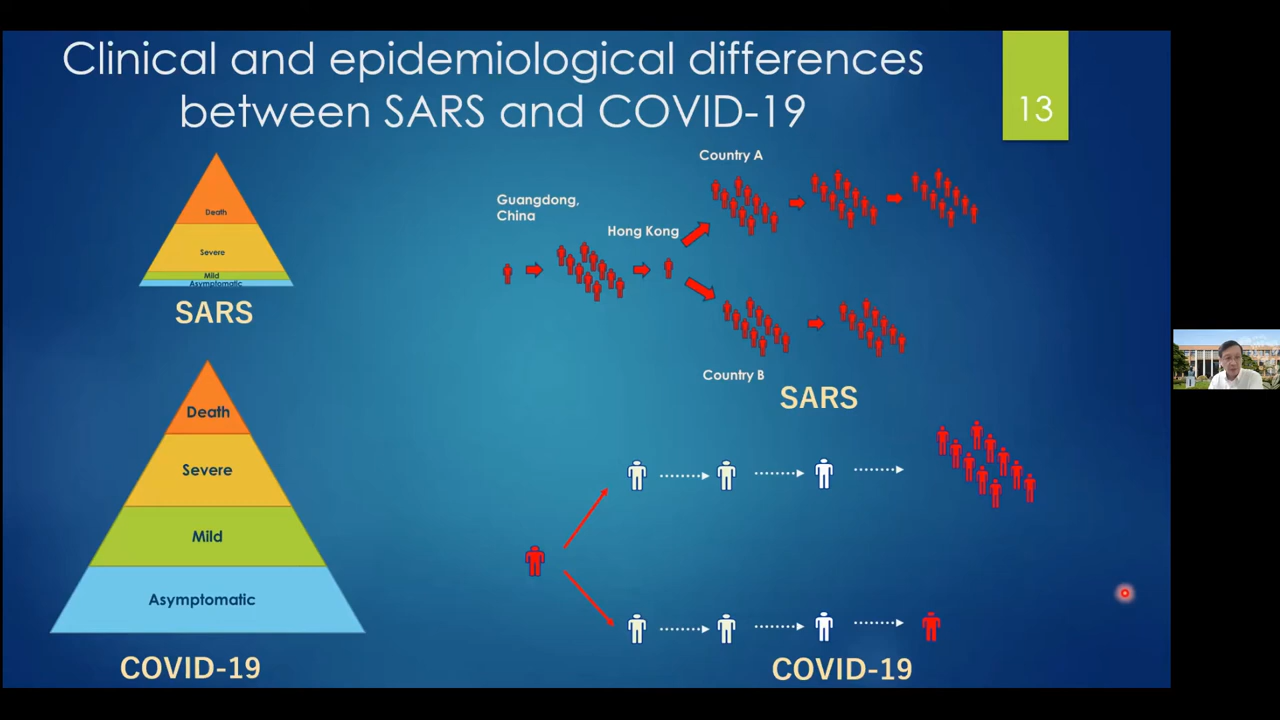 Clinical and epidemiological differences
between SARS and COVID-19
13
Death
Severe
Mild
Asymptomatic
SARS
Death
Severe
Mild
Asymptomatic
COVID-19
Guangdong,
China
Hong Kong
Country A
Country B
SARS
COVID-19